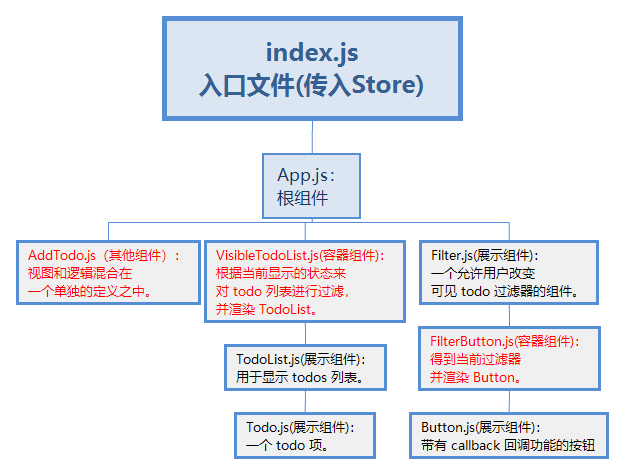 index.js
入口文件(传入Store)
App.js：
根组件
AddTodo.js（其他组件）：
视图和逻辑混合在
一个单独的定义之中。
VisibleTodoList.js(容器组件)：
根据当前显示的状态来
对 todo 列表进行过滤，
并渲染 TodoList。
Filter.js(展示组件)：
一个允许用户改变
可见 todo 过滤器的组件。
TodoList.js(展示组件)：
用于显示 todos 列表。
FilterButton.js(容器组件)：
得到当前过滤器
并渲染 Button。
Todo.js(展示组件)：
一个 todo 项。
Button.js(展示组件)：
带有 callback 回调功能的按钮